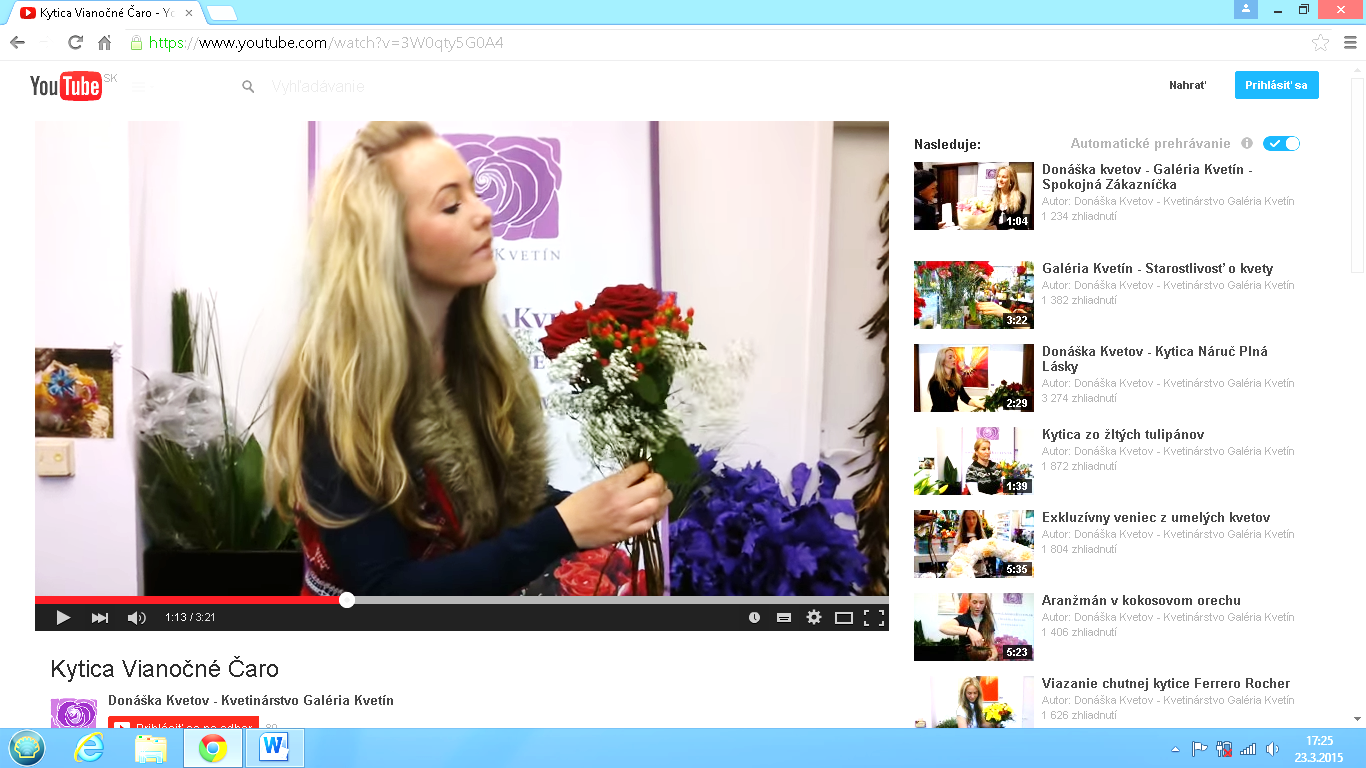 Kytica Vianočné Čaro - Yo
https://www.youtube.com/watch?v=3W0qty5G0A4
YouTube SK
Vyhľadávanie
Nahrať
Prihlásiť sa
KVETÍN
1:13 / 3:21
Kytica Vianočné Čaro
Donáška Kvetov - Kvetinárstvo Galéria Kvetín
Prihlásiť sa na odber
Nasleduje:
Automatické prehrávanie
1:04
Donáška kvetov - Galéria Kvetín -
Spokojná Zákazníčka
Autor: Donáška Kvetov - Kvetinárstvo Galéria Kvetín
1 234 zhliadnutí
3:22
Galéria Kvetín - Starostlivosť o kvety
Autor: Donáška Kvetov - Kvetinárstvo Galéria Kvetín
1 382 zhliadnutí
2:29
Donáška Kvetov - Kytica Náruč Plná
Lásky
Autor: Donáška Kvetov - Kvetinárstvo Galéria Kvetín
3 274 zhliadnutí
1:39
Kytica zo žltých tulipánov
Autor: Donáška Kvetov - Kvetinárstvo Galéria Kvetín
1 872 zhliadnutí
5:35
Exkluzívny veniec z umelých kvetov
Autor: Donáška Kvetov - Kvetinárstvo Galéria Kvetín
1 804 zhliadnutí
5:23
Aranžmán v kokosovom orechu
Autor: Donáška Kvetov - Kvetinárstvo Galéria Kvetín
1 406 zhliadnutí
Viazanie chutnej kytice Ferrero Rocher
Autor: Donáška Kvetov - Kvetinárstvo Galéria Kvetín
1 626 zhliadnutí
17:25
23.3.2015